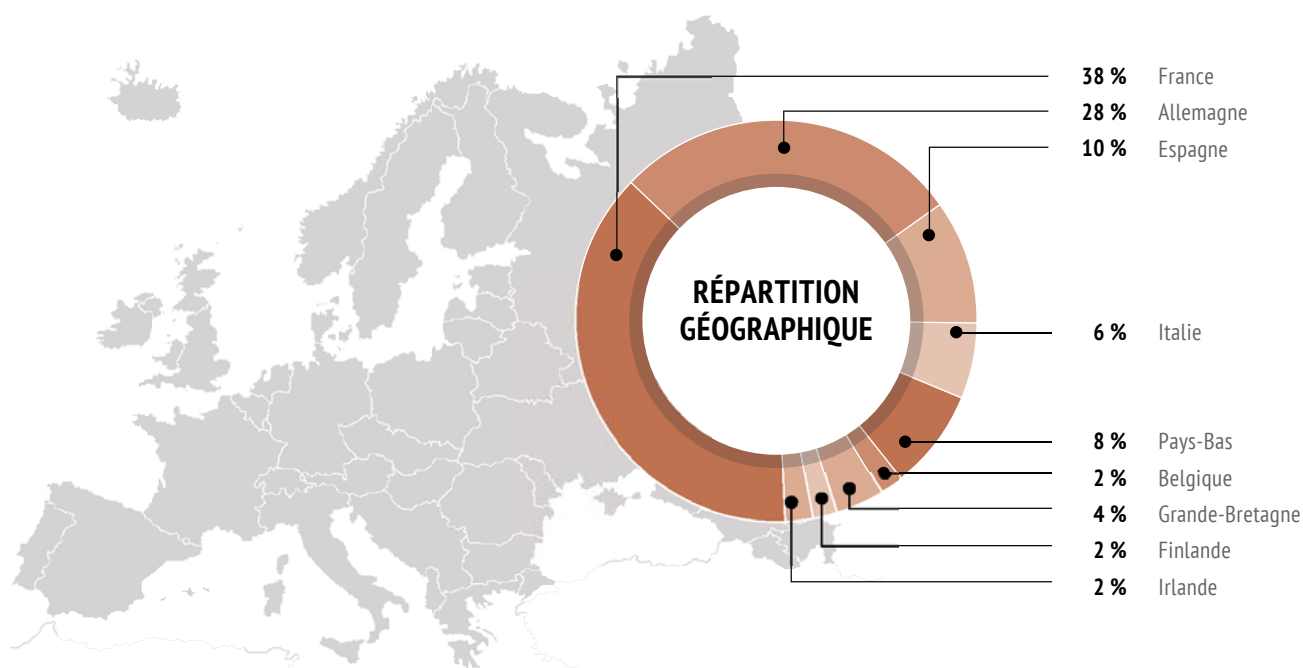 38 % France
28 % Allemagne
10 % Espagne
RÉPARTITION
GÉOGRAPHIQUE
6 % Italie
8 % Pays-Bas
2 % Belgique
4 % Grande-Bretagne
2 % Finlande
2 % Irlande